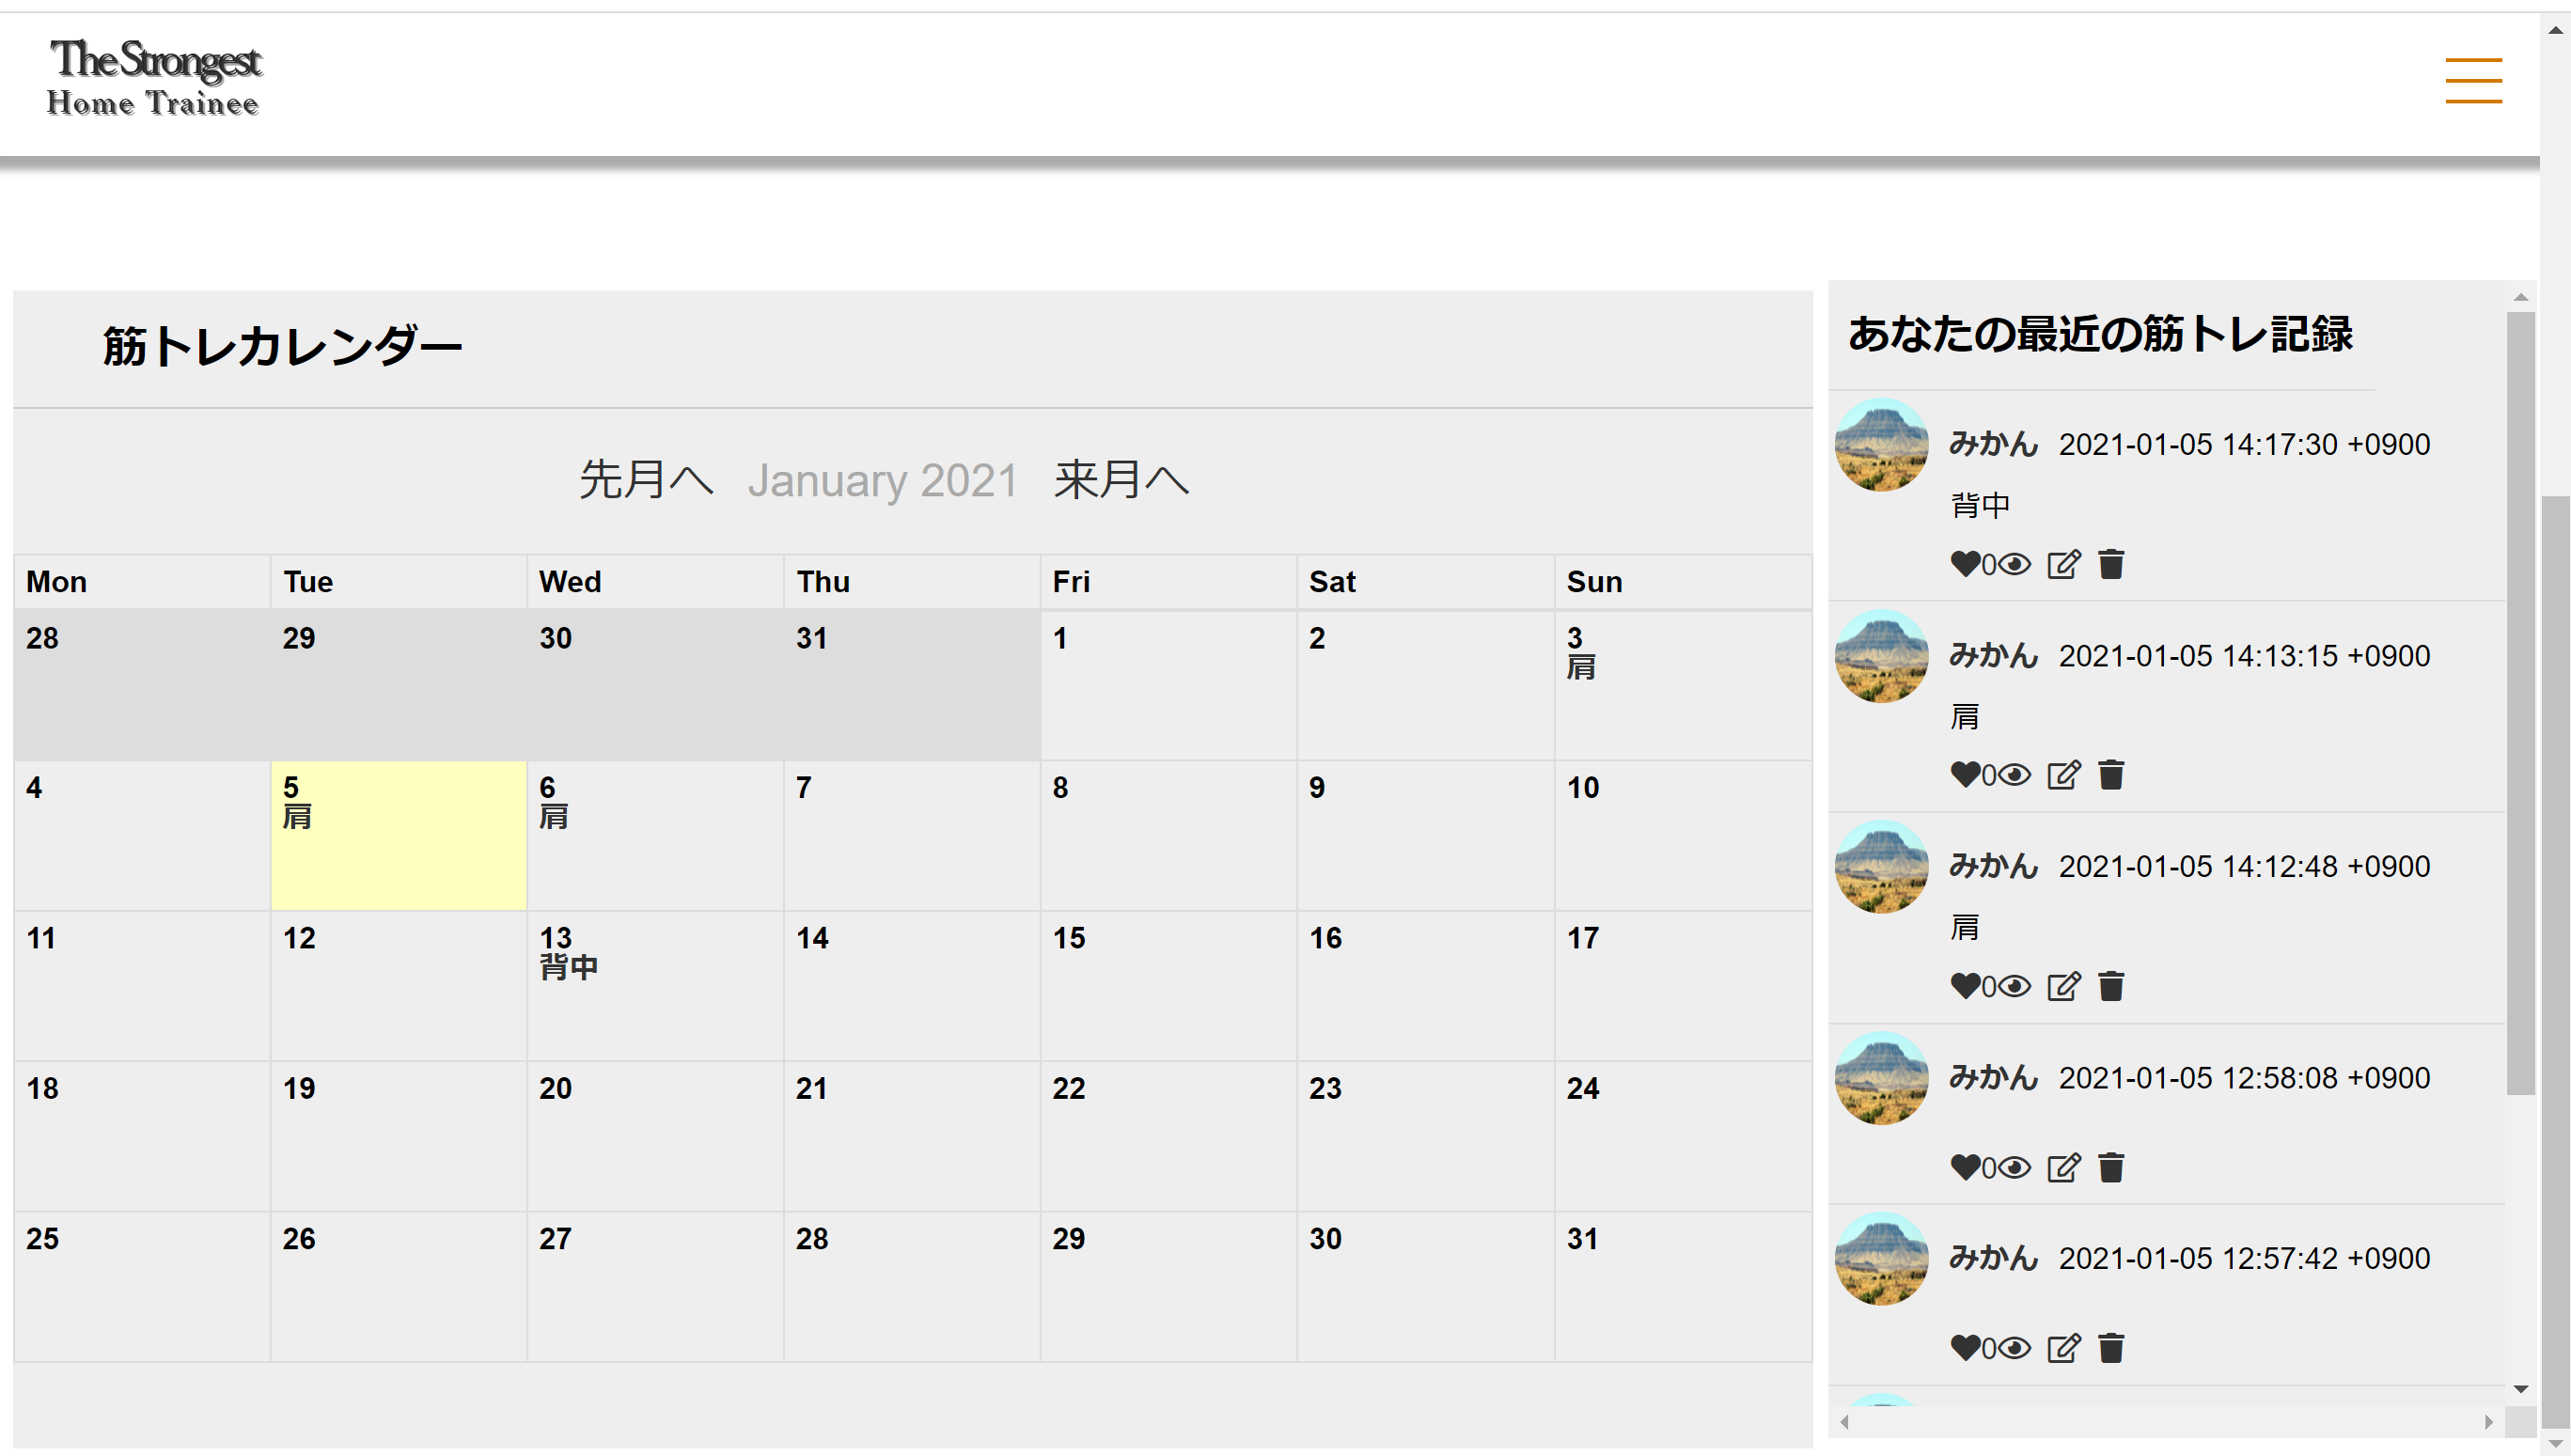 The Strongest
Home Trainee
筋トレカレンダー
先月へ January 2021 来月へ
Mon Tue Wed Thu Fri Sat Sun
28 29 30 31 1 2 3
肩
4 5 6 7 8 9 10
肩 肩
11 12 13 14 15 16 17
背中
18 19 20 21 22 23 24
25 26 27 28 29 30 31
あなたの最近の筋トレ記録
みかん 2021-01-05 14:17:30 +0900
背中
0
みかん 2021-01-05 14:13:15 +0900
肩
0
みかん 2021-01-05 14:12:48 +0900
肩
0
みかん 2021-01-05 12:58:08 +0900
0
みかん 2021-01-05 12:57:42 +0900
0